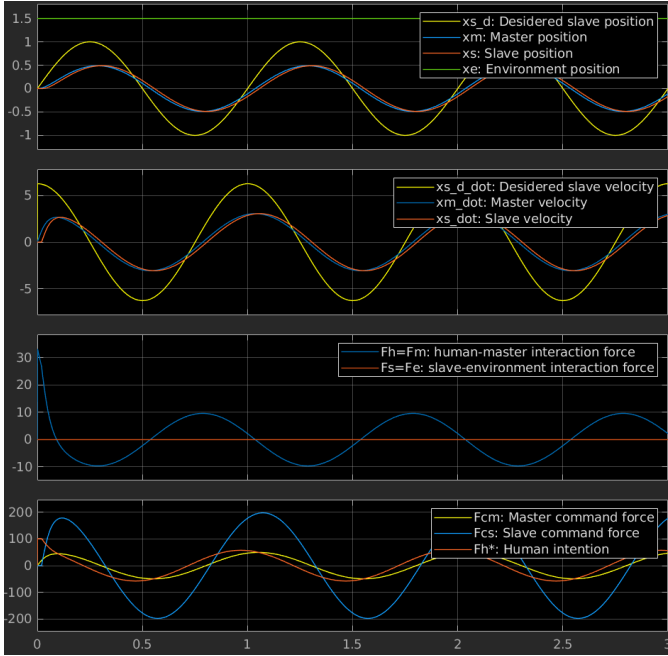 1.5
1
0.5
0
-0.5
-1
xs_d: Desidered slave position
xm: Master position
xs: Slave position
xe: Environment position
5
0
-5
xs_d_dot: Desidered slave velocity
xm_dot: Master velocity
xs_dot: Slave velocity
30
20
10
0
-10
Fh=Fm: human-master interaction force
Fs=Fe: slave-environment interaction force
200
100
0
-100
-200
Fcm: Master command force
Fcs: Slave command force
Fh*: Human intention
0 0.5 1 1.5 2 2.5 3